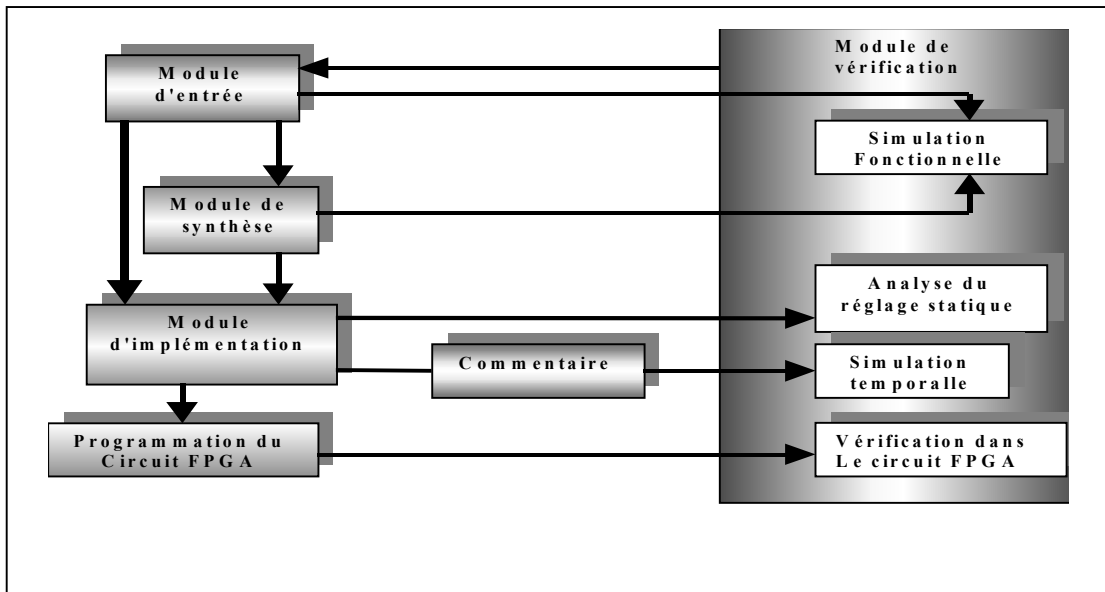 Module
d'entrée
Module de
vérification
Simulation
Fonctionnelle
Module de
synthèse
Analyse du
réglage statique
Module
d'implémentation
Commentaire
Simulation
temporalle
Programmation du
Circuit FPGA
Vérification dans
Le circuit FPGA